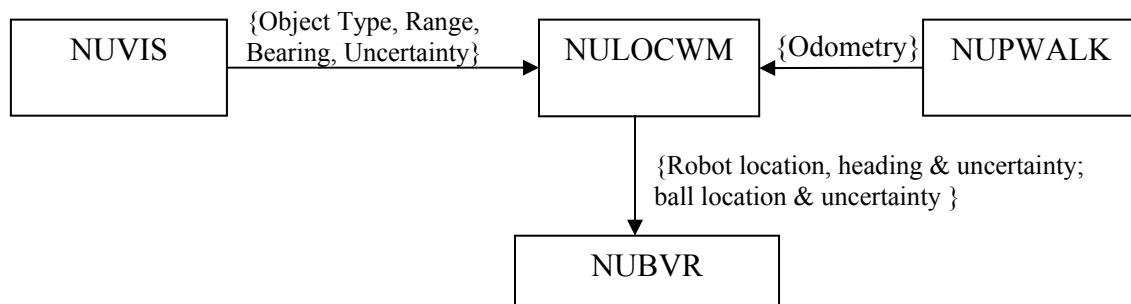 NUVIS
{Object Type, Range,
Bearing, Uncertainty}
NULOCWM
{Odometry}
NUPWALK
{Robot location, heading & uncertainty;
ball location & uncertainty }
NUBVR